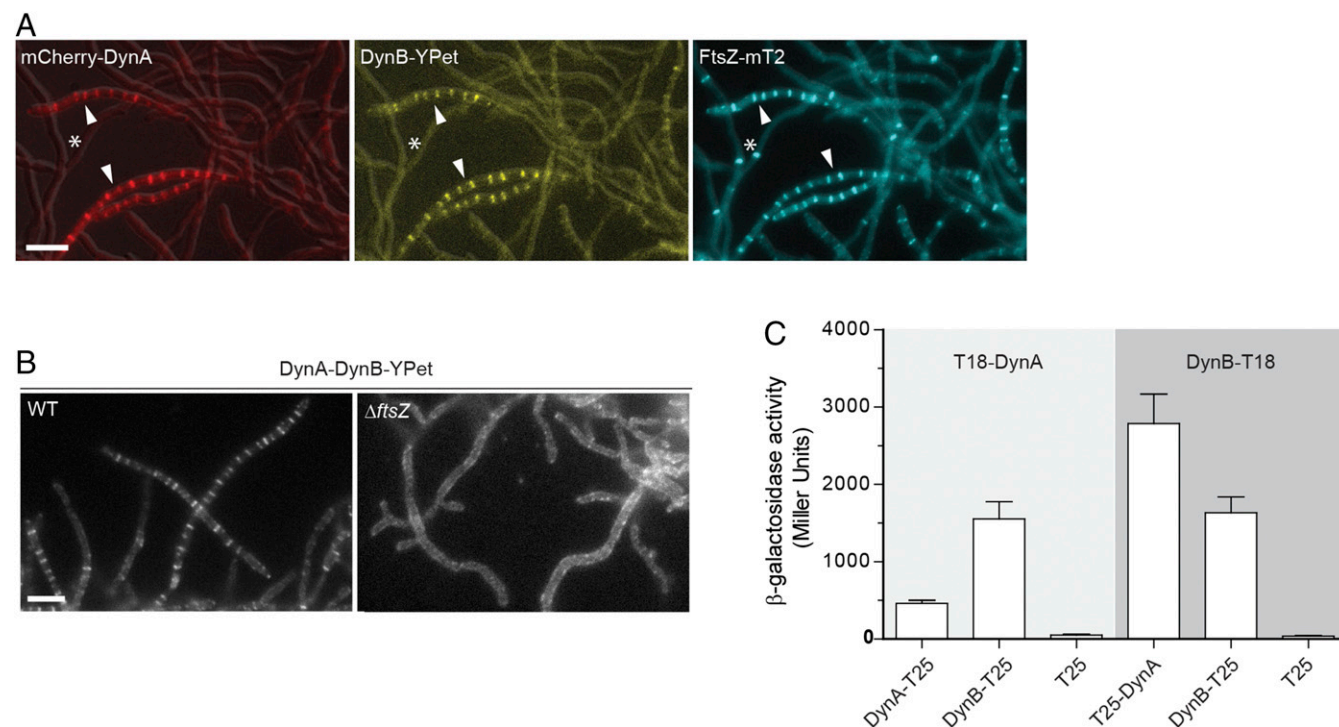 A
mCherry-DynA
DynB-YPet
FtsZ-mT2
*
*
*
B
DynA-DynB-YPet
WT
ΔftsZ
C
β-galactosidase activity
(Miller Units)
4000
3000
2000
1000
0
T18-DynA
DynB-T18
DynA-T25
DynB-T25
T25
T25-DynA
DynB-T25
T25